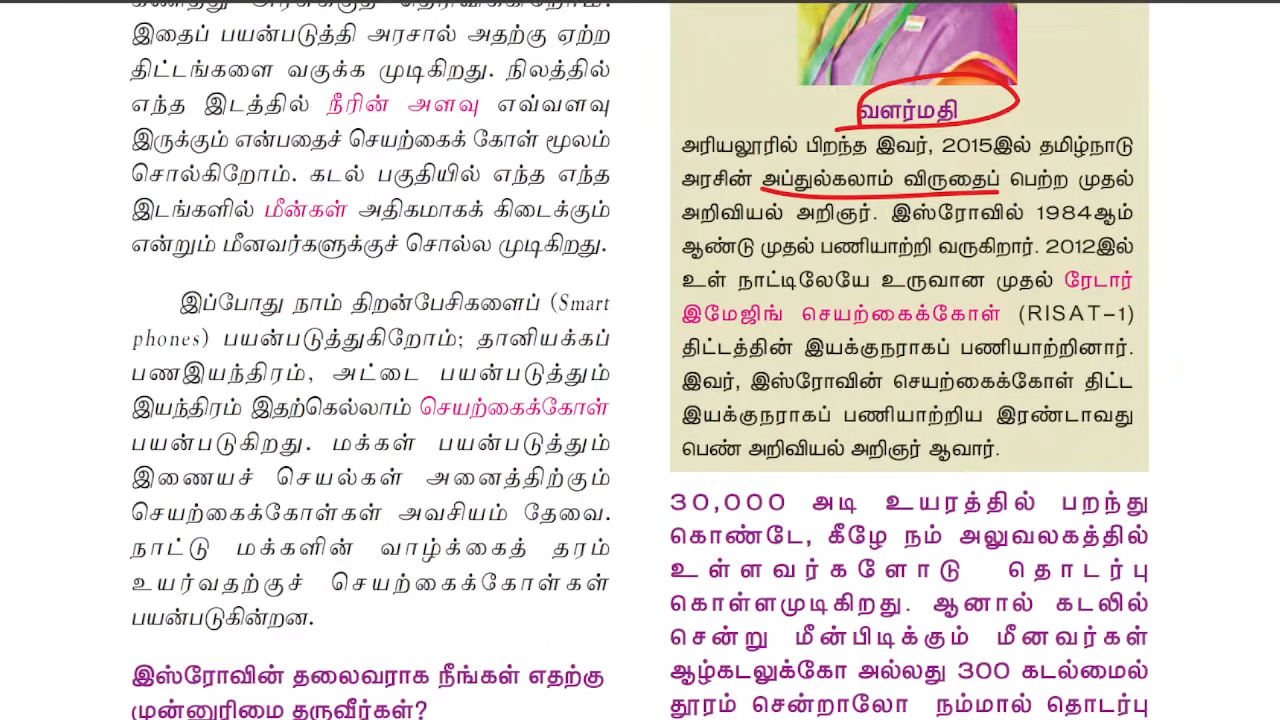 கணித்து அரசுக்குத் தெரிவிக்கிறோம்.
இதைப் பயன்படுத்தி அரசால் அதற்கு ஏற்ற
திட்டங்களை வகுக்க முடிகிறது. நிலத்தில்
எந்த இடத்தில் நீரின் அளவு எவ்வளவு
இருக்கும் என்பதைச் செயற்கைக் கோள் மூலம்
சொல்கிறோம். கடல் பகுதியில் எந்த எந்த
இடங்களில் மீன்கள் அதிகமாகக் கிடைக்கும்
என்றும் மீனவர்களுக்குச் சொல்ல முடிகிறது.
இப்போது நாம் திறன்பேசிகளைப் (Smart
phones) பயன்படுத்துகிறோம்; தானியக்கப்
பணஇயந்திரம், அட்டை பயன்படுத்தும்
இயந்திரம் இதற்கெல்லாம் செயற்கைக்கோள்
பயன்படுகிறது. மக்கள் பயன்படுத்தும்
இணையச் செயல்கள் அனைத்திற்கும்
செயற்கைக்கோள்கள் அவசியம் தேவை.
நாட்டு மக்களின் வாழ்க்கைத் தரம்
உயர்வதற்குச் செயற்கைக்கோள்கள்
பயன்படுகின்றன.
இஸ்ரோவின் தலைவராக நீங்கள் எதற்கு
முன்னுரிமை தருவீர்கள்?
வளர்மதி
அரியலூரில் பிறந்த இவர், 2015இல் தமிழ்நாடு
அரசின் அப்துல்கலாம் விருதைப் பெற்ற முதல்
அறிவியல் அறிஞர். இஸ்ரோவில் 1984ஆம்
ஆண்டு முதல் பணியாற்றி வருகிறார். 2012இல்
உள் நாட்டிலேயே உருவான முதல் ரேடார்
இமேஜிங் செயற்கைக்கோள் (RISAT-1)
திட்டத்தின் இயக்குநராகப் பணியாற்றினார்.
இவர், இஸ்ரோவின் செயற்கைக்கோள் திட்ட
இயக்குநராகப் பணியாற்றிய இரண்டாவது
பெண் அறிவியல் அறிஞர் ஆவார்.
30,000 அடி உயரத்தில் பறந்து
கொண்டே, கீழே நம் அலுவலகத்தில்
உள்ளவர்களோடு தொடர்பு
கொள்ளமுடிகிறது. ஆனால் கடலில்
சென்று மீன்பிடிக்கும் மீனவர்கள்
ஆழ்கடலுக்கோ அல்லது 300 கடல்மைல்
தூரம் சென்றாலோ நம்மால் தொடர்பு